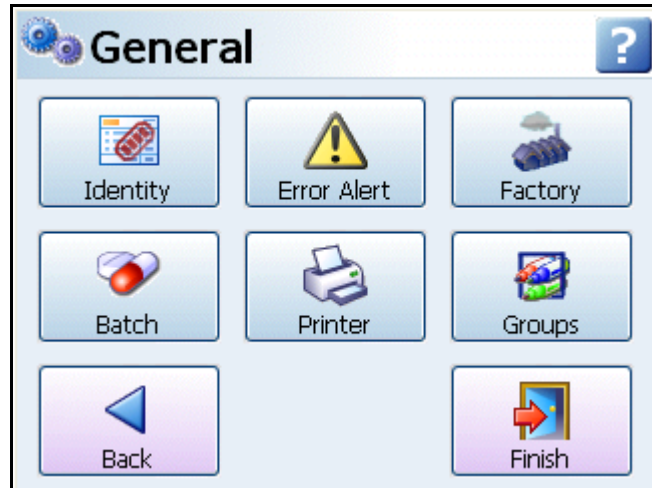 General
?
Identity
Error Alert
Factory
Batch
Printer
Groups
Back
Finish